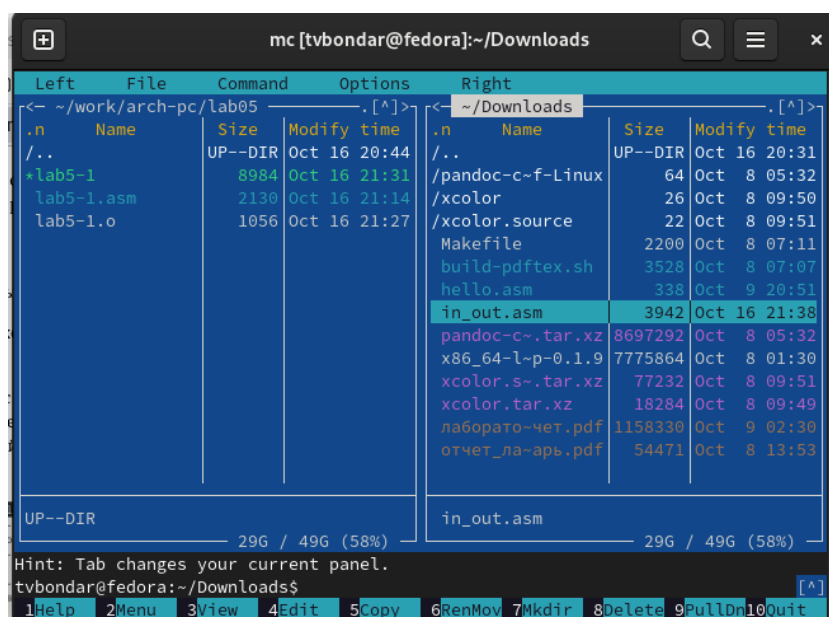 mc [tvbondar@fedora]:~/Downloads
Left File Command Options Right
<— ~/work/arch-pc/lab05 .[^]>
.n Name Size Modify time
/.. UP--DIR Oct 16 20:44
*lab5-1 8984 Oct 16 21:31
lab5-1.asm 2130 Oct 16 21:14
lab5-1.o 1056 Oct 16 21:27
UP--DIR
29G / 49G (58%)
<— ~/Downloads .[^]>
.n Name Size Modify time
/.. UP--DIR Oct 16 20:31
/pandoc-c~f-Linux 64 Oct 8 05:32
/xcolor 26 Oct 8 09:50
/xcolor.source 22 Oct 8 09:51
Makefile 2200 Oct 8 07:11
build-pdftex.sh 3528 Oct 8 07:07
hello.asm 338 Oct 9 20:51
in_out.asm 3942 Oct 16 21:38
pandoc-c~.tar.xz 8697292 Oct 8 05:32
x86_64-l~p-0.1.9 7775864 Oct 8 01:30
xcolor.s~.tar.xz 77232 Oct 8 09:51
xcolor.tar.xz 18284 Oct 8 09:49
лаборато~чет.pdf 1158330 Oct 9 02:30
отчет_ла~арь.pdf 54471 Oct 8 13:53
in_out.asm
29G / 49G (58%)
Hint: Tab changes your current panel.
tvbondar@fedora:~/Downloads$ [^]
1Help 2Menu 3View 4Edit 5Copy 6RenMov 7Mkdir 8Delete 9PullDn 10Quit